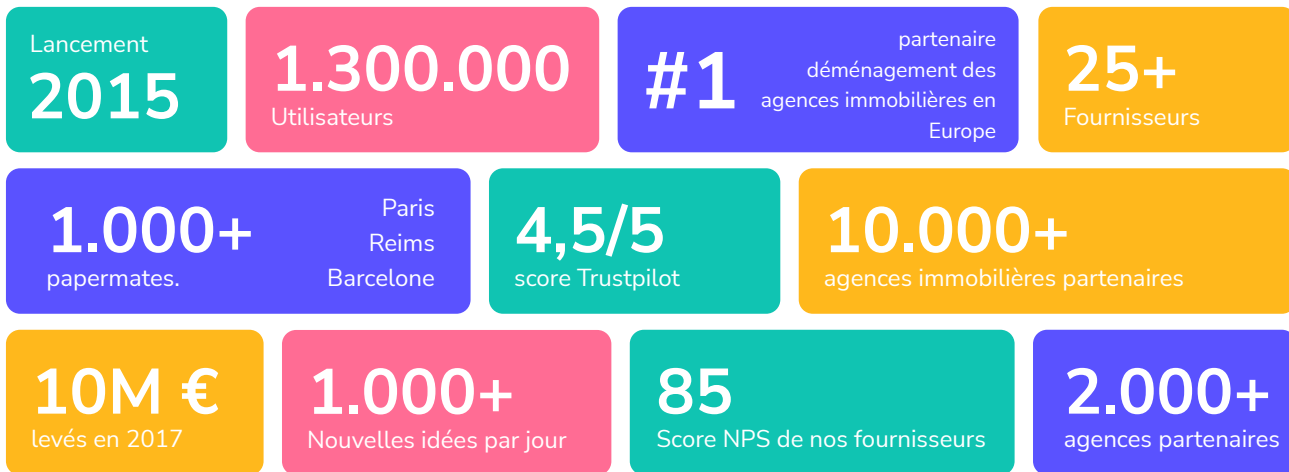 Lancement
2015
1.300.000
Utilisateurs
#1
partenaire
déménagement des
agences immobilières en
Europe
25+
Fournisseurs
1.000+
papermates.
Paris
Reims
Barcelone
4,5/5
score Trustpilot
10.000+
agences immobilières partenaires
10M €
levés en 2017
1.000+
Nouvelles idées par jour
85
Score NPS de nos fournisseurs
2.000+
agences partenaires